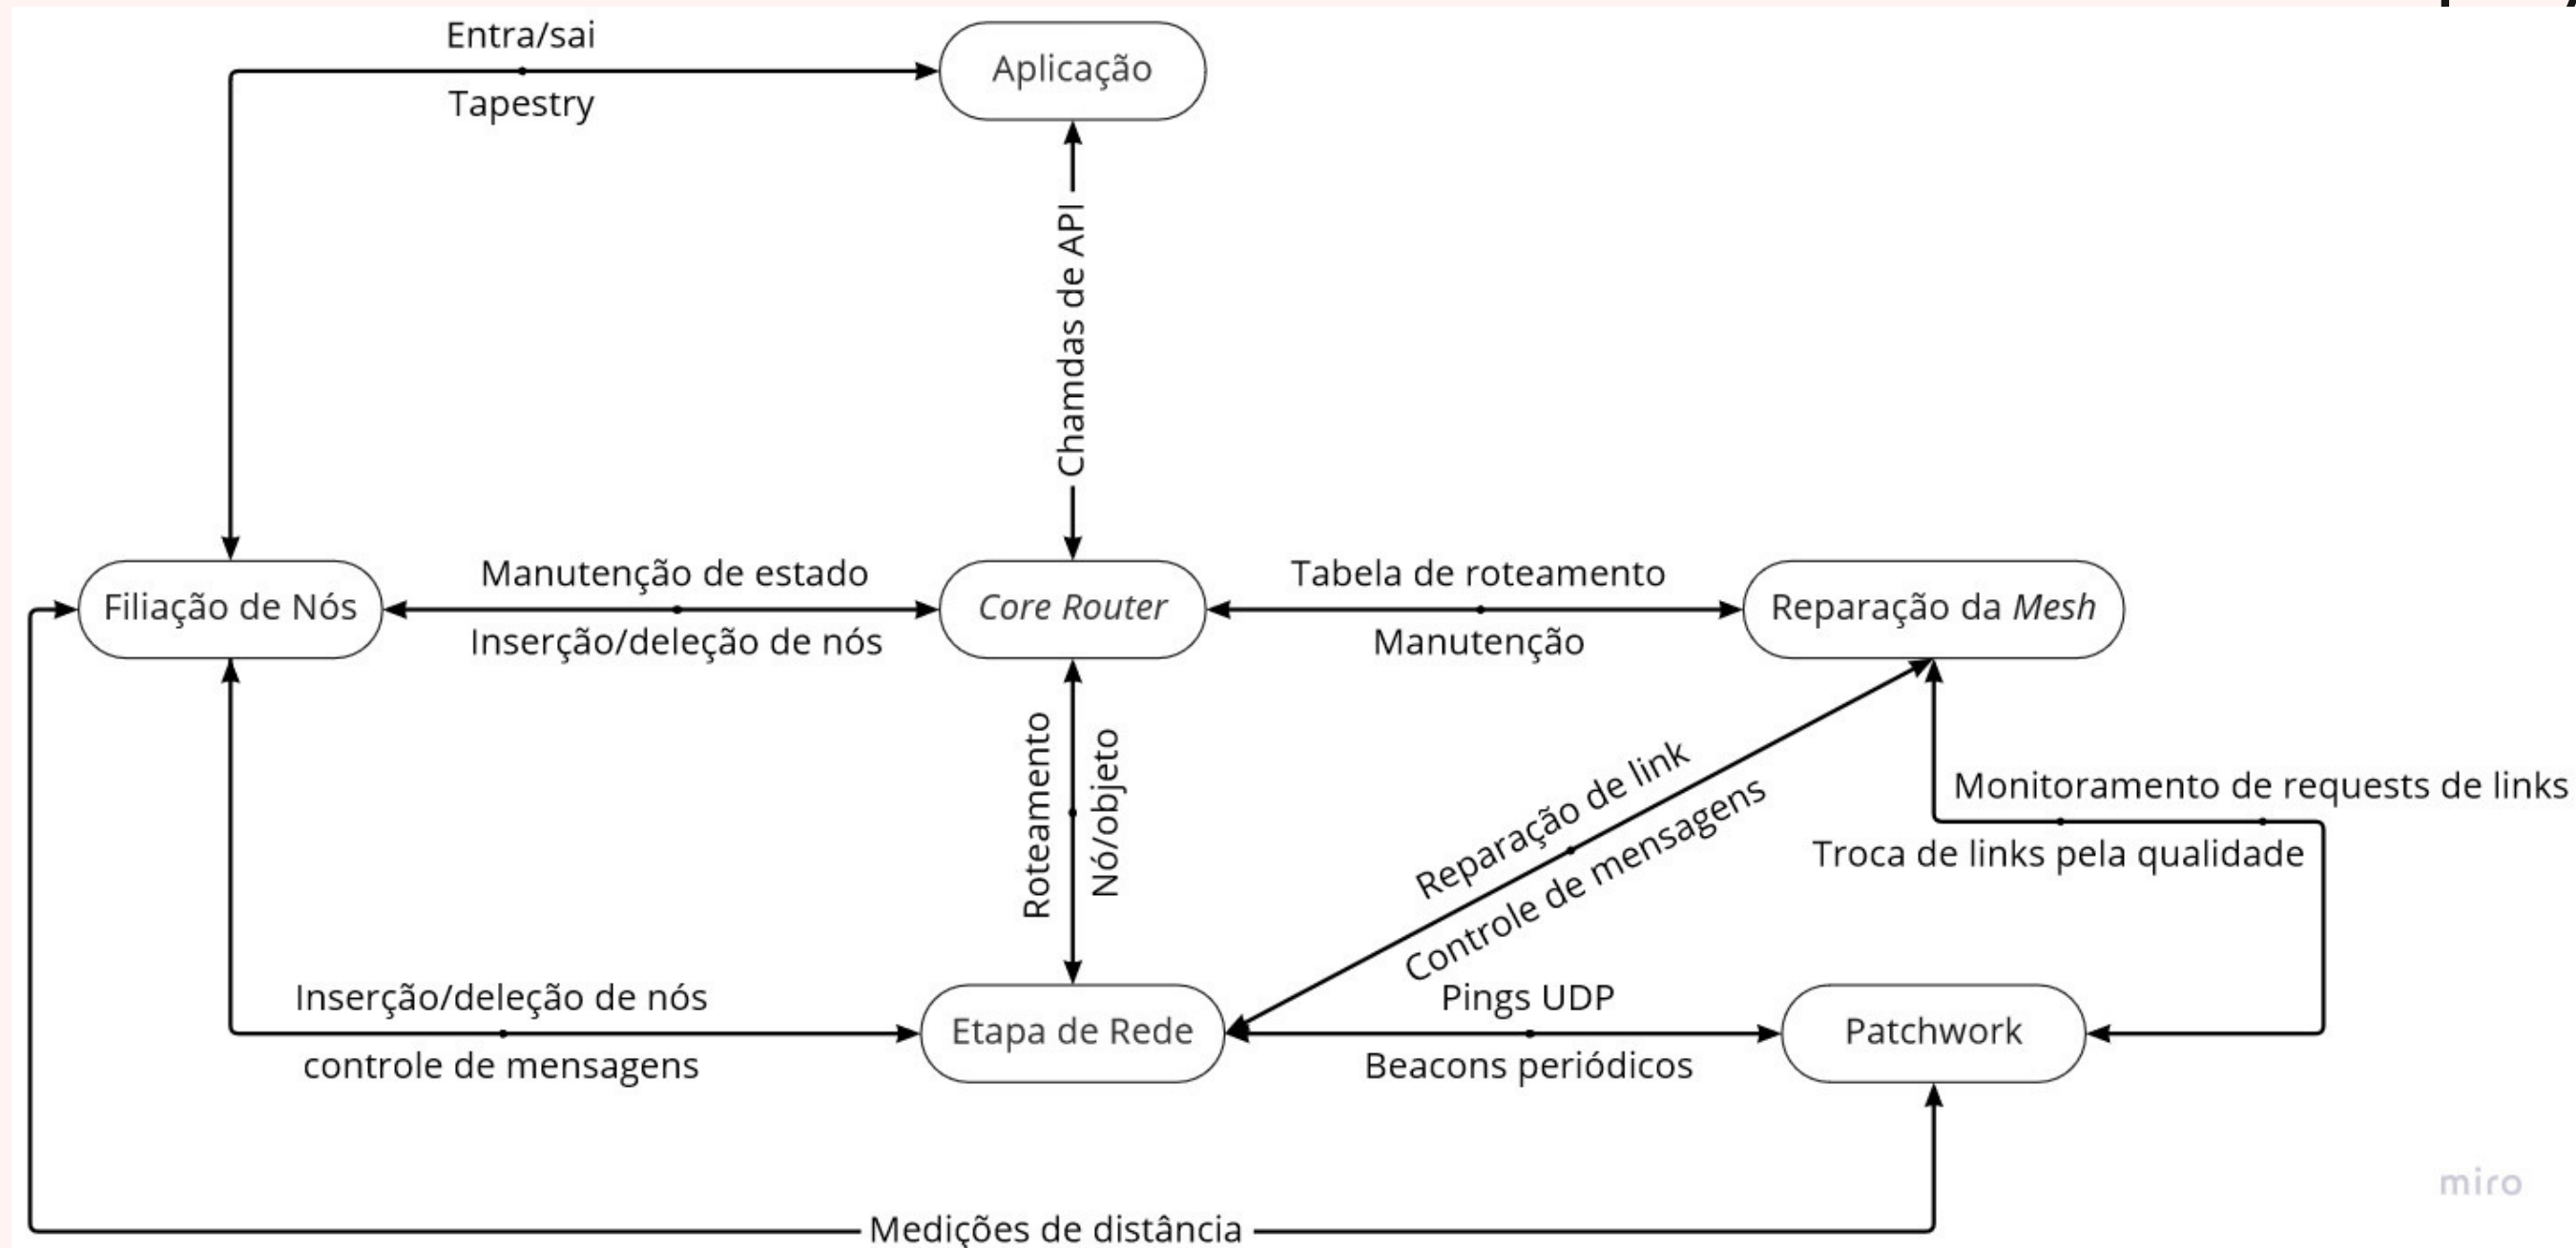 Entra/sai
Aplicação
Tapestry
Chamdas de API
Manutenção de estado
Tabela de roteamento
Filiação de Nós
Core Router
Reparação da Mesh
Inserção/deleção de nós
Manutenção
Roteamento
Nó/objeto
Reparação de link
Controle de mensagens
Monitoramento de requests de links
Troca de links pela qualidade
Inserção/deleção de nós
Pings UDP
Etapa de Rede
Patchwork
controle de mensagens
Beacons periódicos
miro
Medições de distância